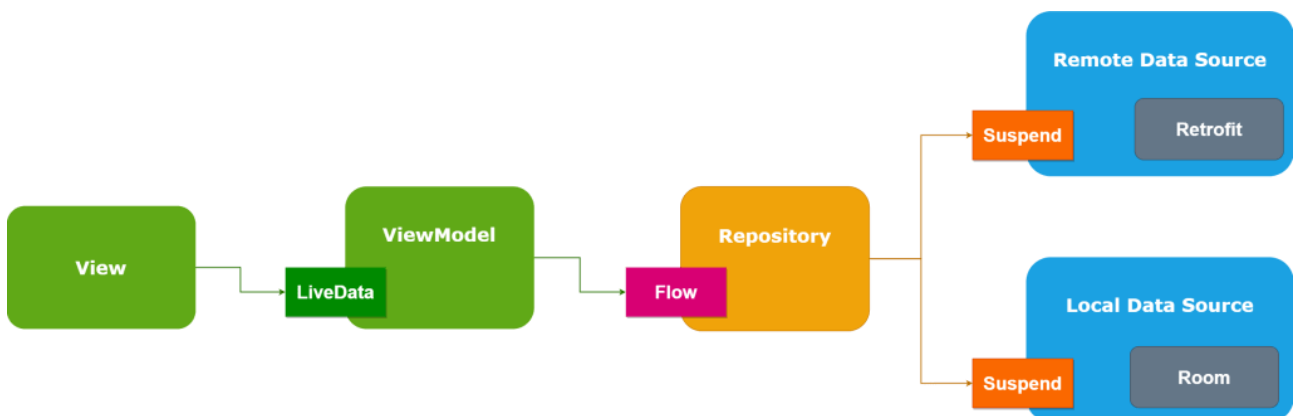 View
LiveData
ViewModel
Flow
Repository
Suspend
Remote Data Source
Retrofit
Suspend
Local Data Source
Room